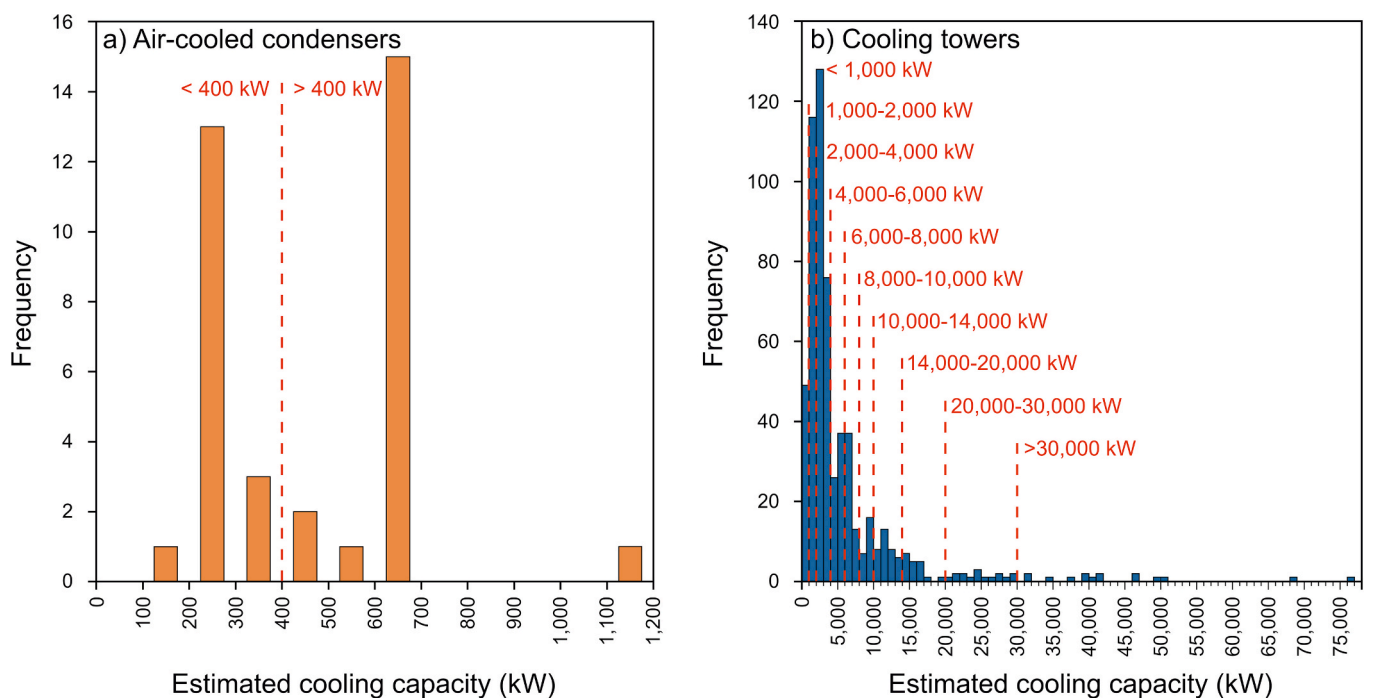 a) Air-cooled condensers
< 400 kW
> 400 kW
Frequency
16
14
12
10
8
6
4
2
0
0
100
200
300
400
500
600
700
800
900
1,000
1,100
1,200
Estimated cooling capacity (kW)
b) Cooling towers
< 1,000 kW
1,000-2,000 kW
2,000-4,000 kW
4,000-6,000 kW
6,000-8,000 kW
8,000-10,000 kW
10,000-14,000 kW
14,000-20,000 kW
20,000-30,000 kW
>30,000 kW
Frequency
140
120
100
80
60
40
20
0
0
5,000
10,000
15,000
20,000
25,000
30,000
35,000
40,000
45,000
50,000
55,000
60,000
65,000
70,000
75,000
Estimated cooling capacity (kW)